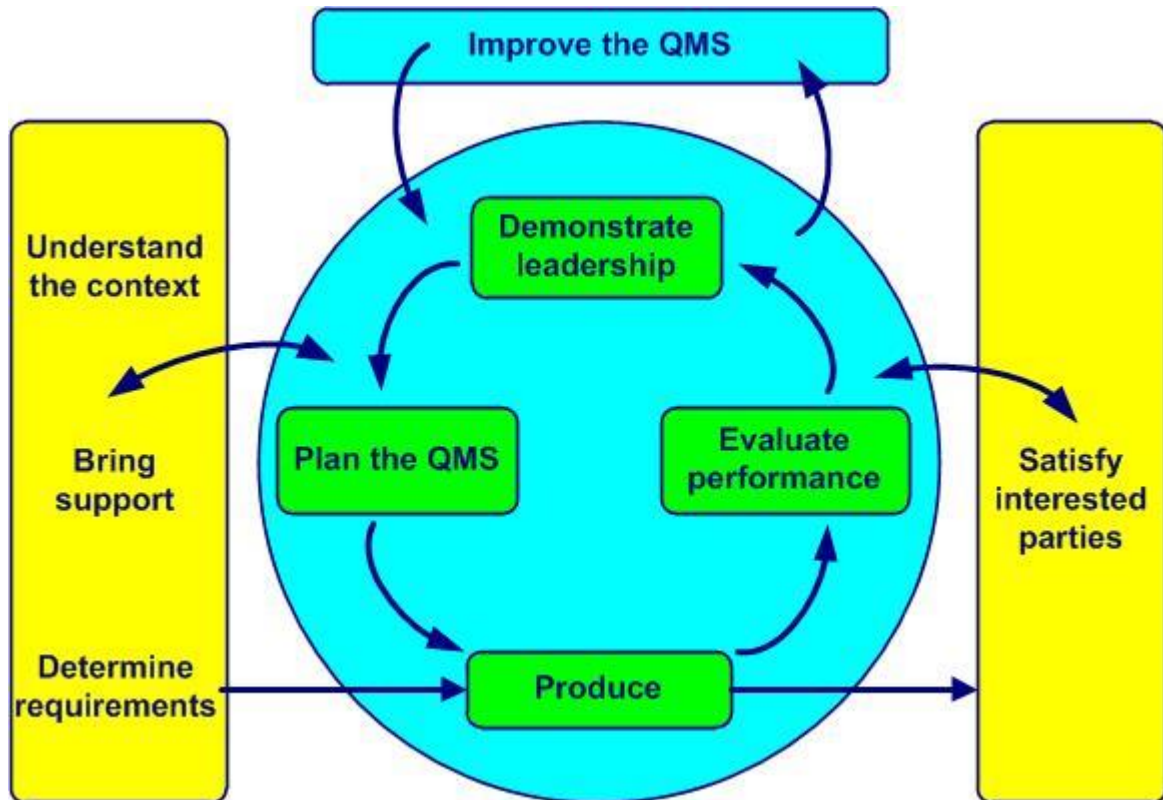 Improve the QMS
Understand
the context
Bring
support
Determine
requirements
Demonstrate
leadership
Plan the QMS
Evaluate
performance
Produce
Satisfy
interested
parties